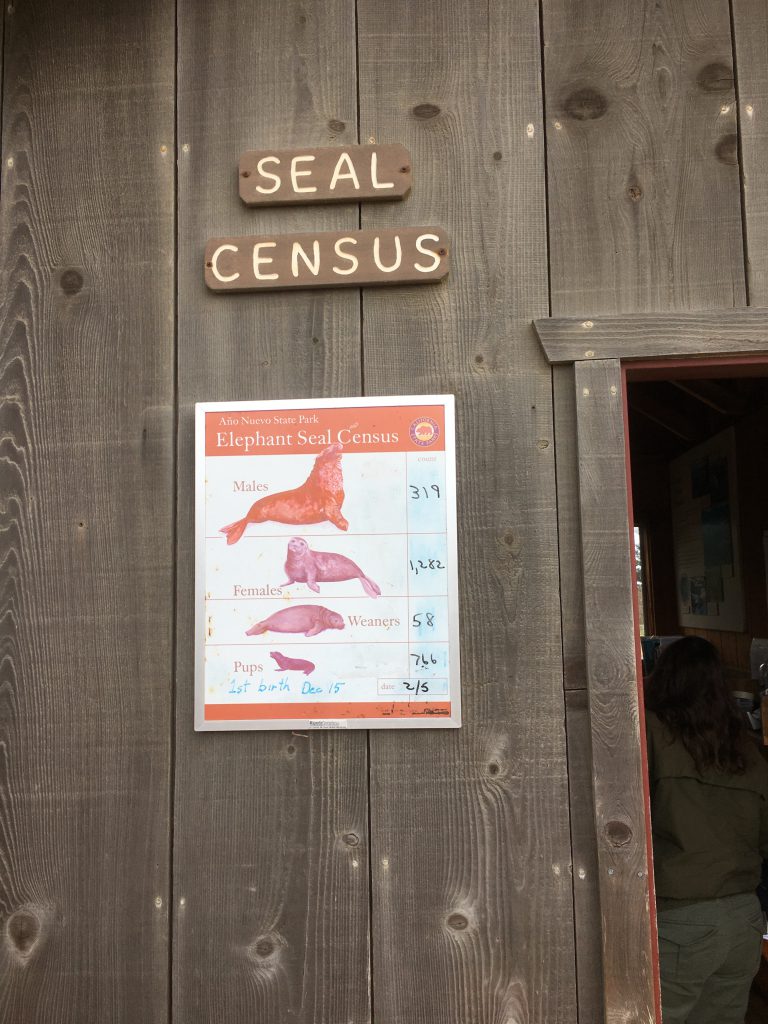 SEAL
CENSUS
Año Nuevo State Park
Elephant Seal Census
count
Males
319
Females
1,282
Weaners
58
Pups
766
1st birth Dec 15
date 2/5